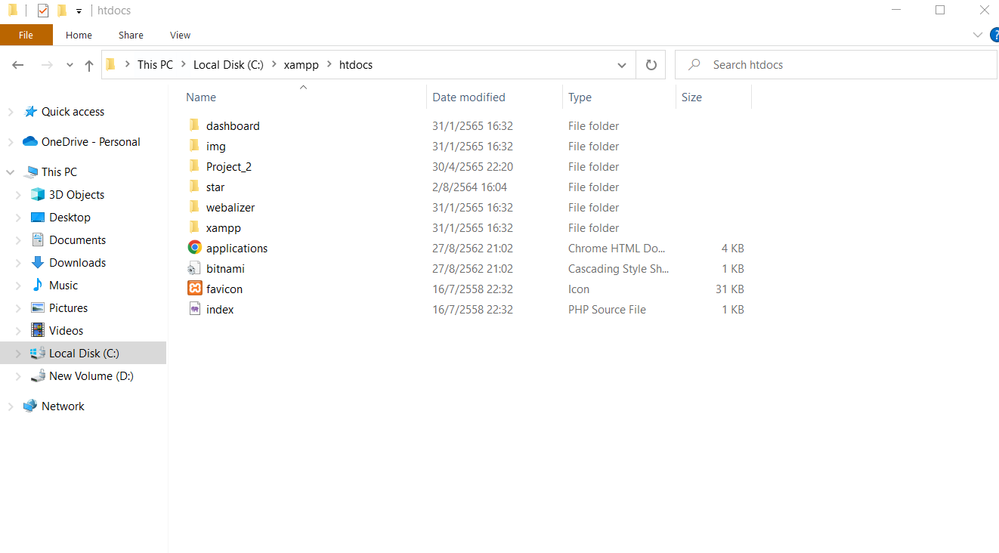 htdocs
File Home Share View
This PC Local Disk (C:) xampp htdocs Search htdocs
Name Date modified Type Size
Quick access
OneDrive - Personal
This PC
3D Objects
Desktop
Documents
Downloads
Music
Pictures
Videos
Local Disk (C:)
New Volume (D:)
Network
dashboard 31/1/2565 16:32 File folder
img 31/1/2565 16:32 File folder
Project_2 30/4/2565 22:20 File folder
star 2/8/2564 16:04 File folder
webalizer 31/1/2565 16:32 File folder
xampp 31/1/2565 16:32 File folder
applications 27/8/2562 21:02 Chrome HTML Do... 4 KB
bitnami 27/8/2562 21:02 Cascading Style Sh... 1 KB
favicon 16/7/2558 22:32 Icon 31 KB
index 16/7/2558 22:32 PHP Source File 1 KB